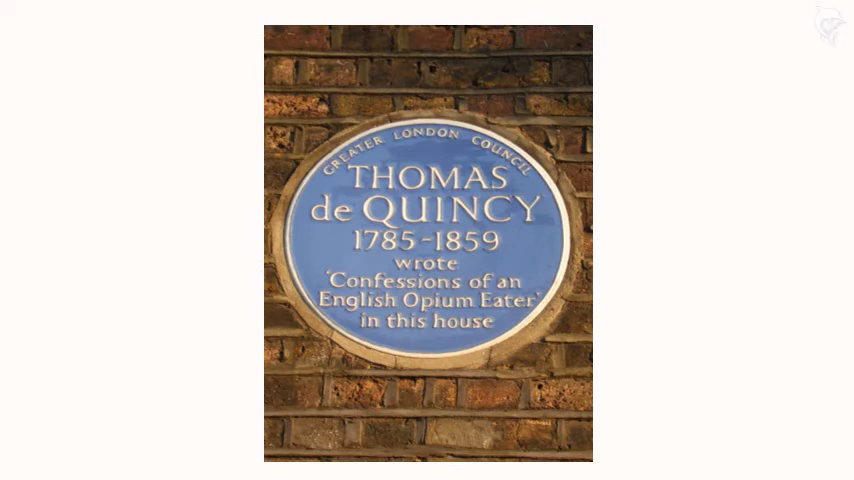 GREATER LONDON COUNCIL
THOMAS
de QUINCY
1785-1859
wrote
'Confessions of an
English Opium Eater'
in this house